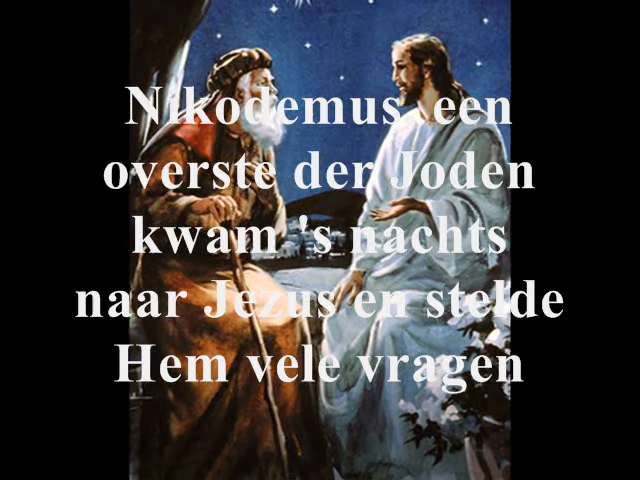 Nikodemus, een
overste der Joden
kwam 's nachts
naar Jezus en stelde
Hem vele vragen